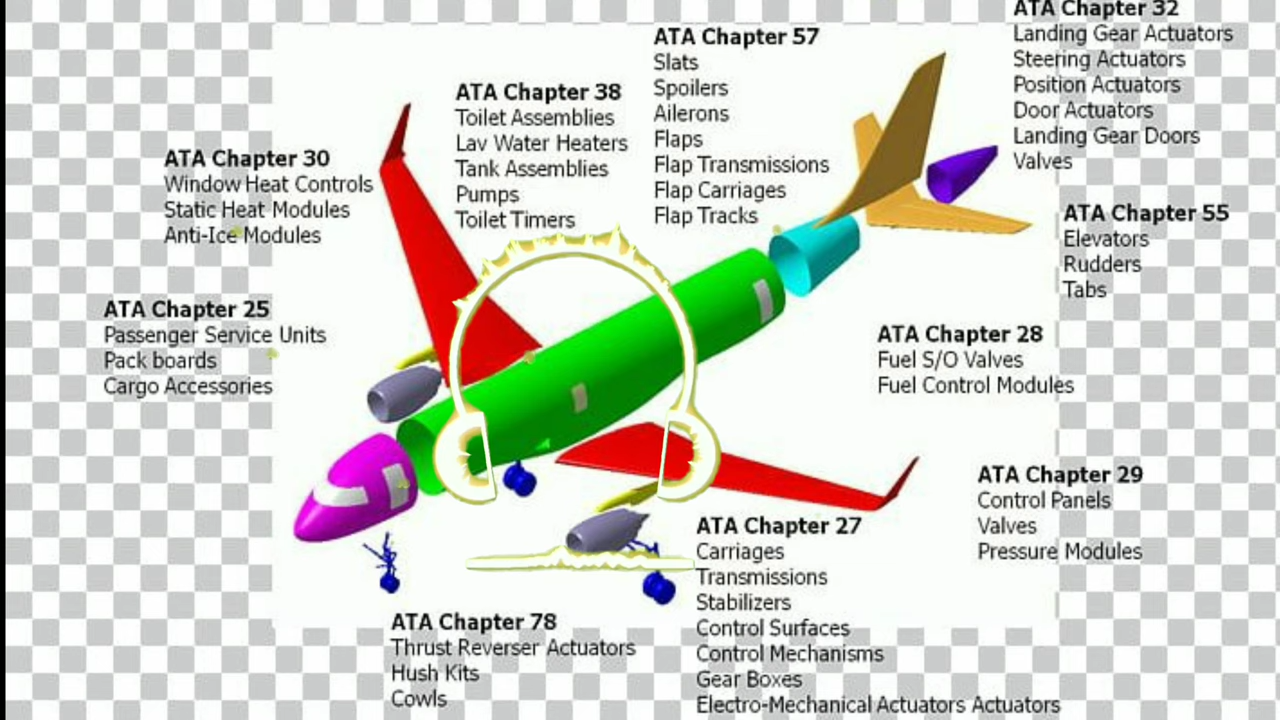 ATA Chapter 32
Landing Gear Actuators
Steering Actuators
Position Actuators
Door Actuators
Landing Gear Doors
Valves
ATA Chapter 57
Slats
Spoilers
Ailerons
Flaps
Flap Transmissions
Flap Carriages
Flap Tracks
ATA Chapter 38
Toilet Assemblies
Lav Water Heaters
Tank Assemblies
Pumps
Toilet Timers
ATA Chapter 30
Window Heat Controls
Static Heat Modules
Anti-Ice Modules
ATA Chapter 55
Elevators
Rudders
Tabs
ATA Chapter 25
Passenger Service Units
Pack boards
Cargo Accessories
ATA Chapter 28
Fuel S/O Valves
Fuel Control Modules
ATA Chapter 29
Control Panels
Valves
Pressure Modules
ATA Chapter 27
Carriages
Transmissions
Stabilizers
Control Surfaces
Control Mechanisms
Gear Boxes
Electro-Mechanical Actuators Actuators
ATA Chapter 78
Thrust Reverser Actuators
Hush Kits
Cowls